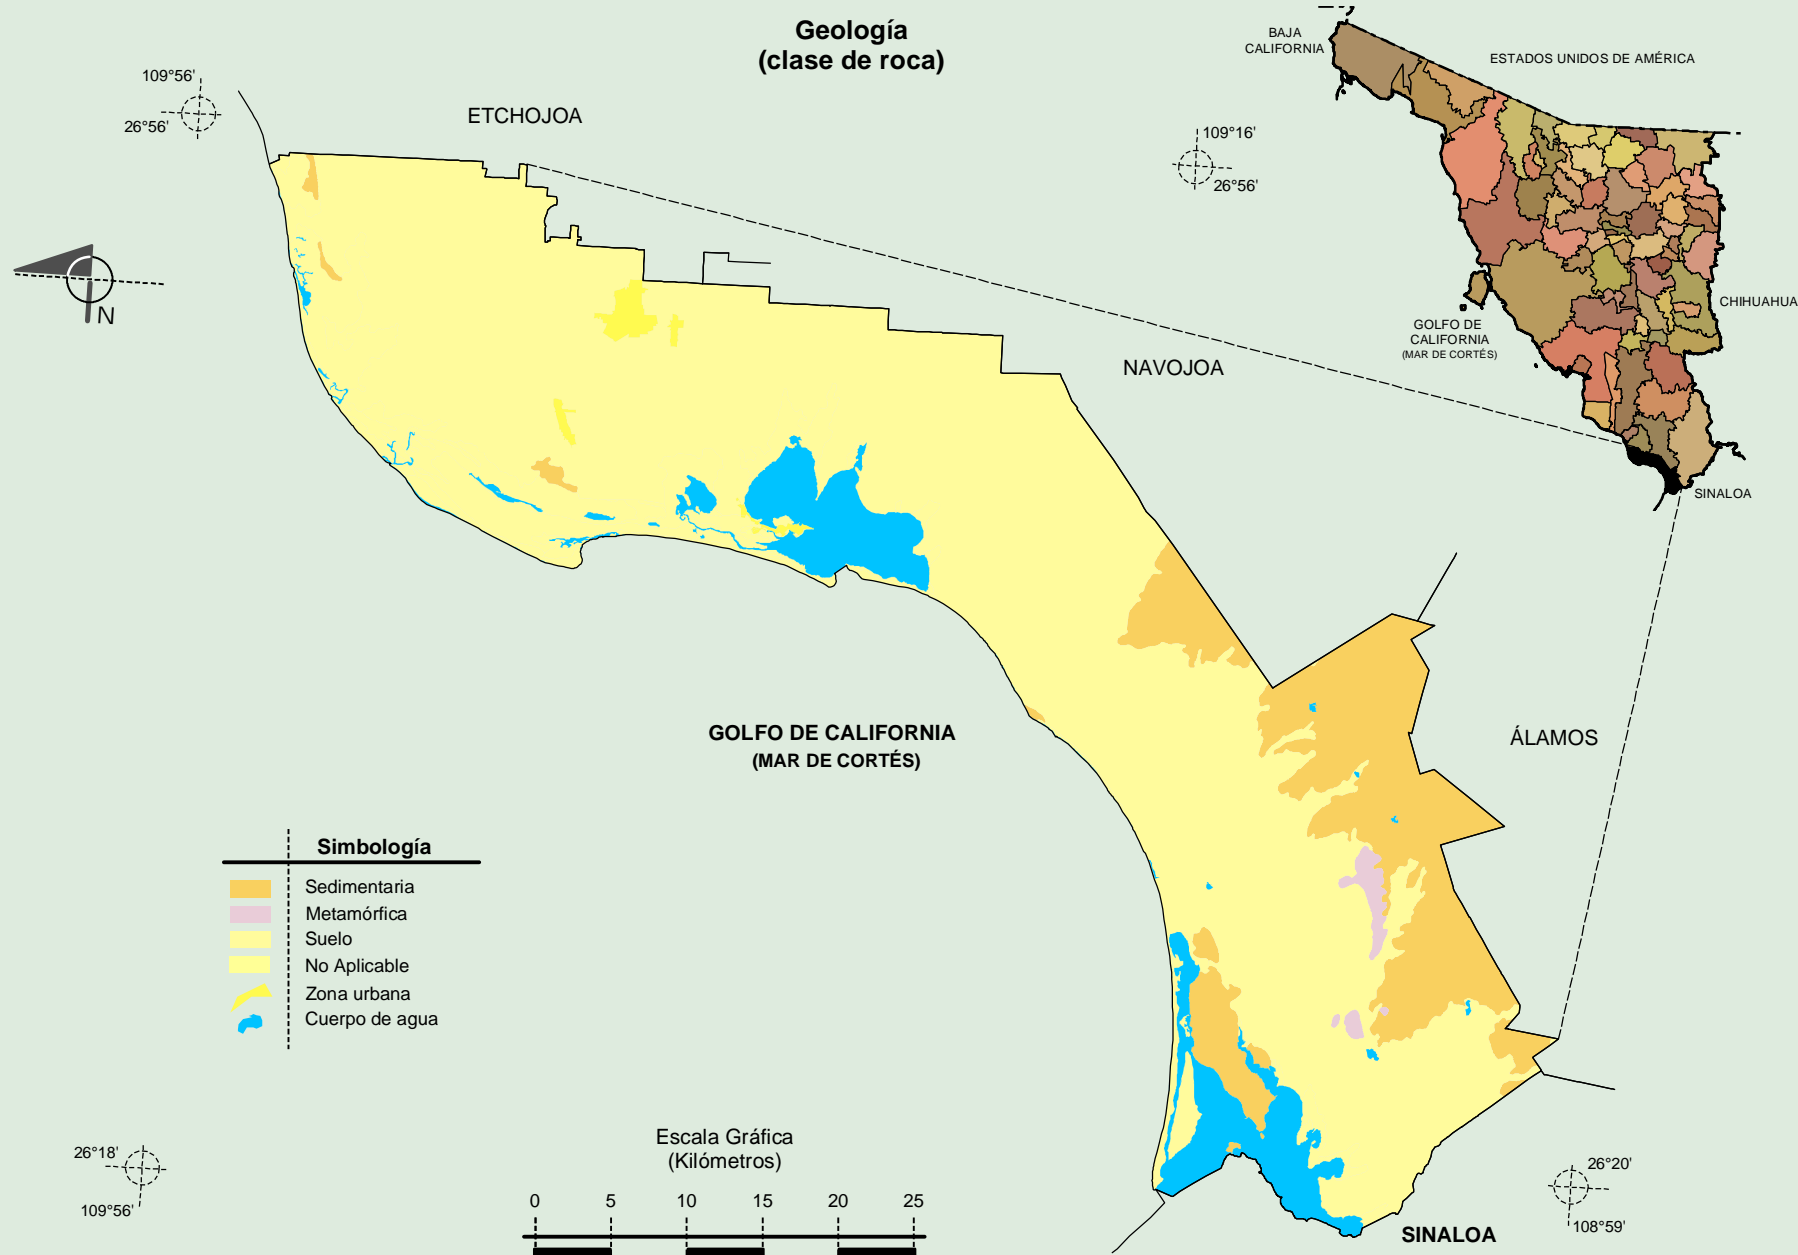 Geología
(clase de roca)
BAJA
CALIFORNIA
ESTADOS UNIDOS DE AMÉRICA
109°56'
26°56'
ETCHOJOA
109°16'
26°56'
CHIHUAHUA
GOLFO DE
CALIFORNIA
(MAR DE CORTÉS)
N
NAVOJOA
SINALOA
GOLFO DE CALIFORNIA
(MAR DE CORTÉS)
ÁLAMOS
Simbología
Sedimentaria
Metamórfica
Suelo
No Aplicable
Zona urbana
Cuerpo de agua
Escala Gráfica
(Kilómetros)
0 5 10 15 20 25
26°18'
109°56'
26°20'
108°59'
SINALOA